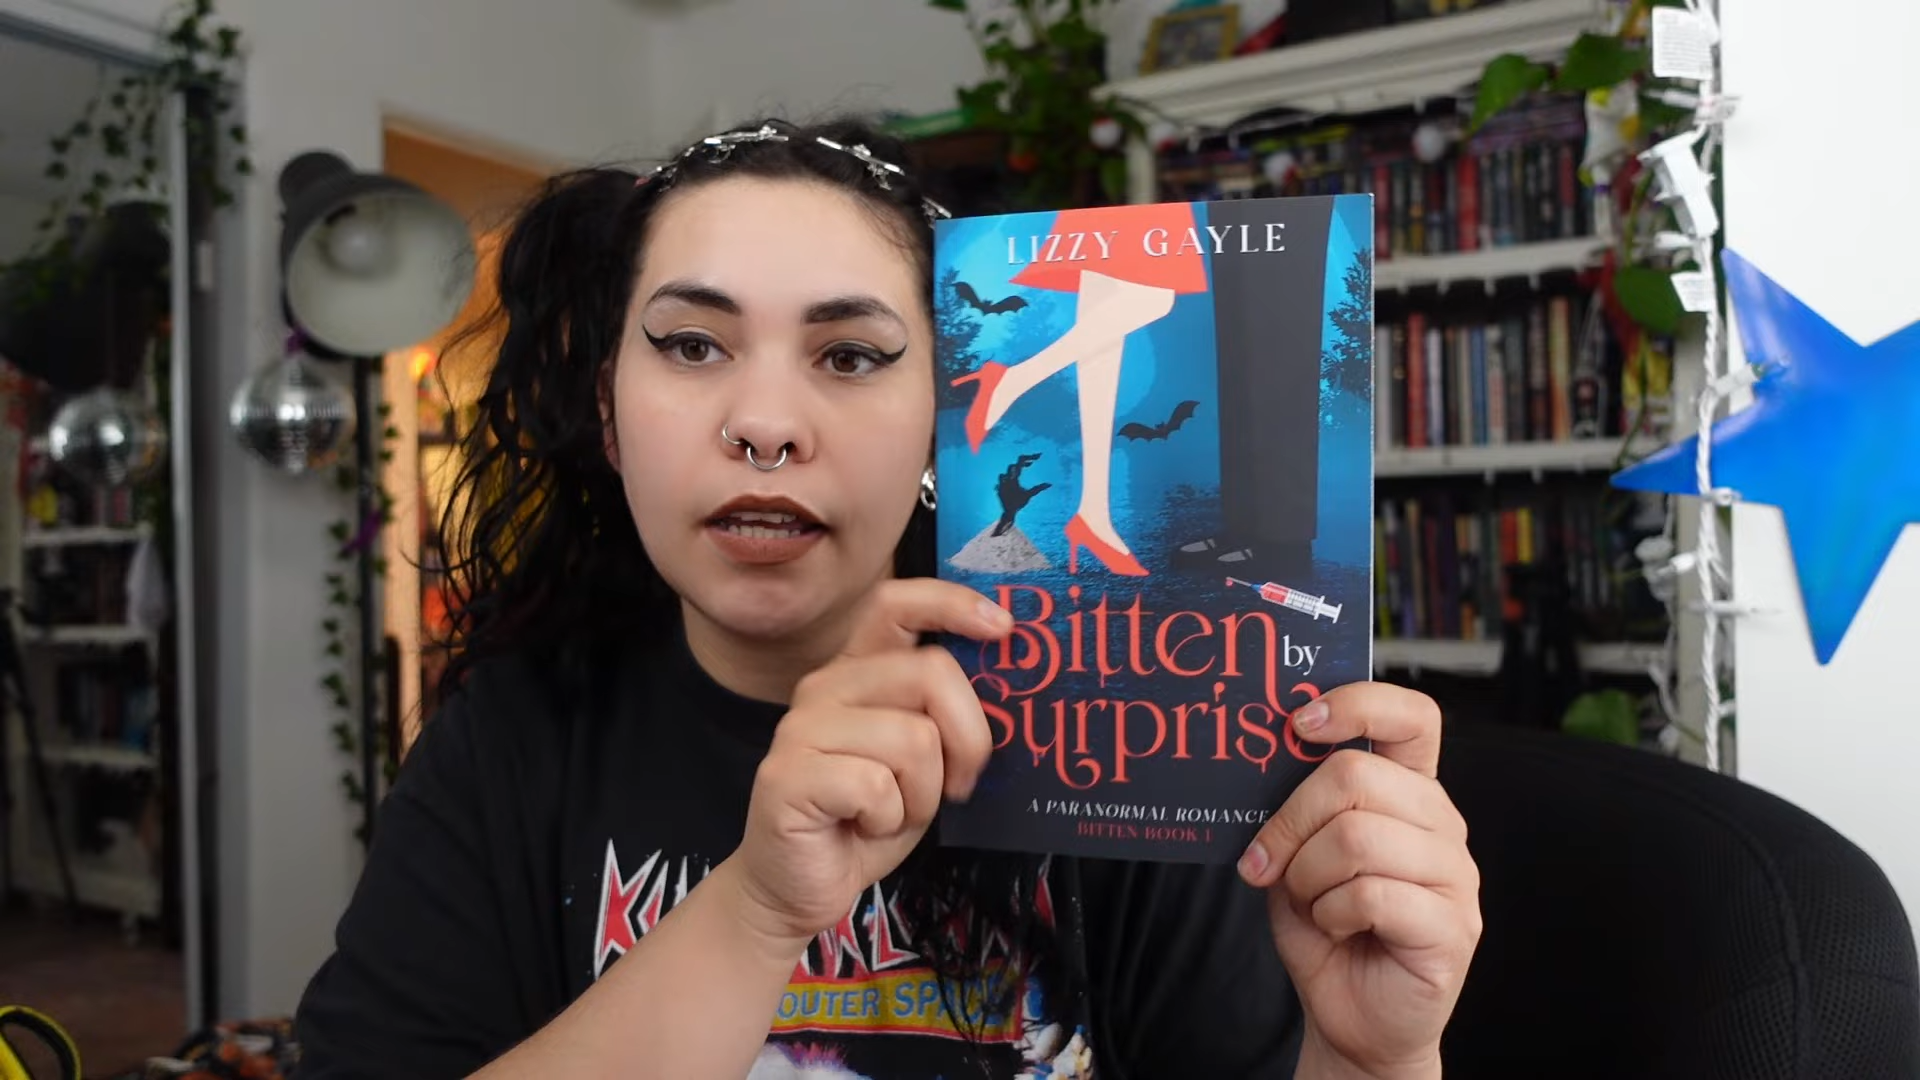 LIZZY GAYLE
Bitten
by
Surprise
A PARANORMAL ROMANCE
BITTEN BOOK 1
OUTER SPACE